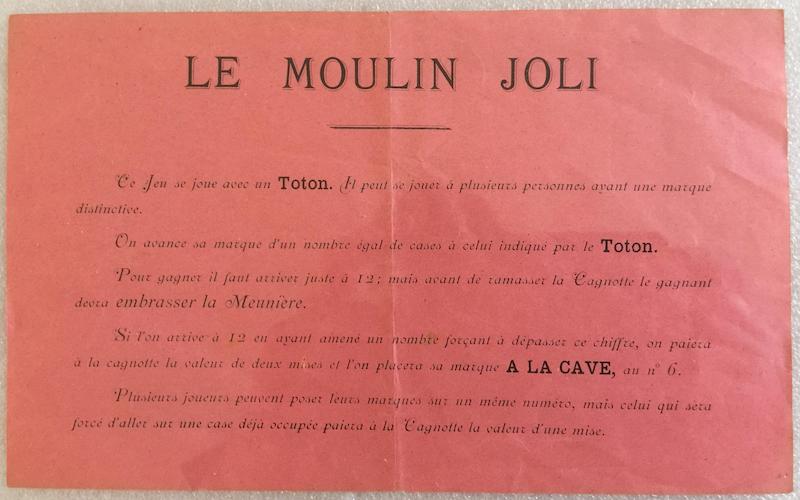 LE MOULIN JOLI
Ce Jeu se joue avec un Toton. Il peut se jouer à plusieurs personnes ayant une marque
distinctive.
On avance sa marque d'un nombre égal de cases à celui indiqué par le Toton.
Pour gagner il faut arriver juste à 12; mais avant de ramasser la Cagnotte le gagnant
devra embrasser la Meunière.
Si l'on arrive à 12 en ayant amené un nombre forçant à dépasser ce chiffre, on paiera
à la cagnotte la valeur de deux mises et l'on placera sa marque A LA CAVE, au n° 6.
Plusieurs joueurs peuvent poser leurs marques sur un même numéro, mais celui qui sera
forcé d'aller sur une case déjà occupée paiera à la Cagnotte la valeur d'une mise.